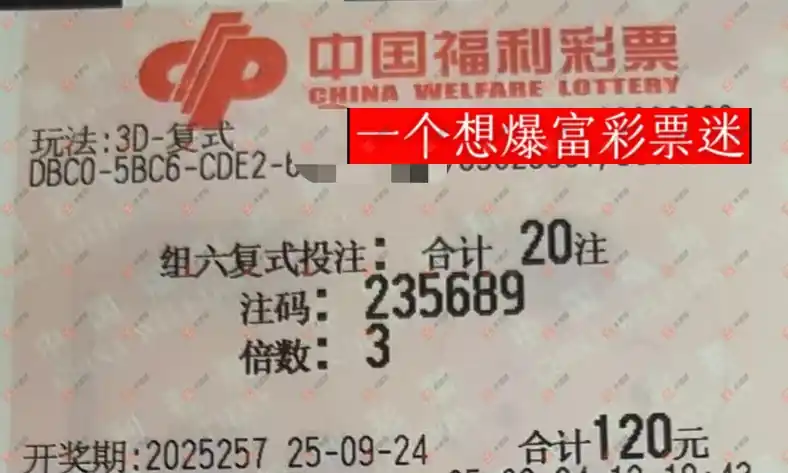 中国福利彩票
CHINA WELFARE LOTTERY
一个想爆富彩票迷
玩法:3D-复式
DBC0-5BC6-CDE2-6
组六复式投注: 合计 20注
注码: 235689
倍数: 3
开奖期:2025257 25-09-24 合计120元